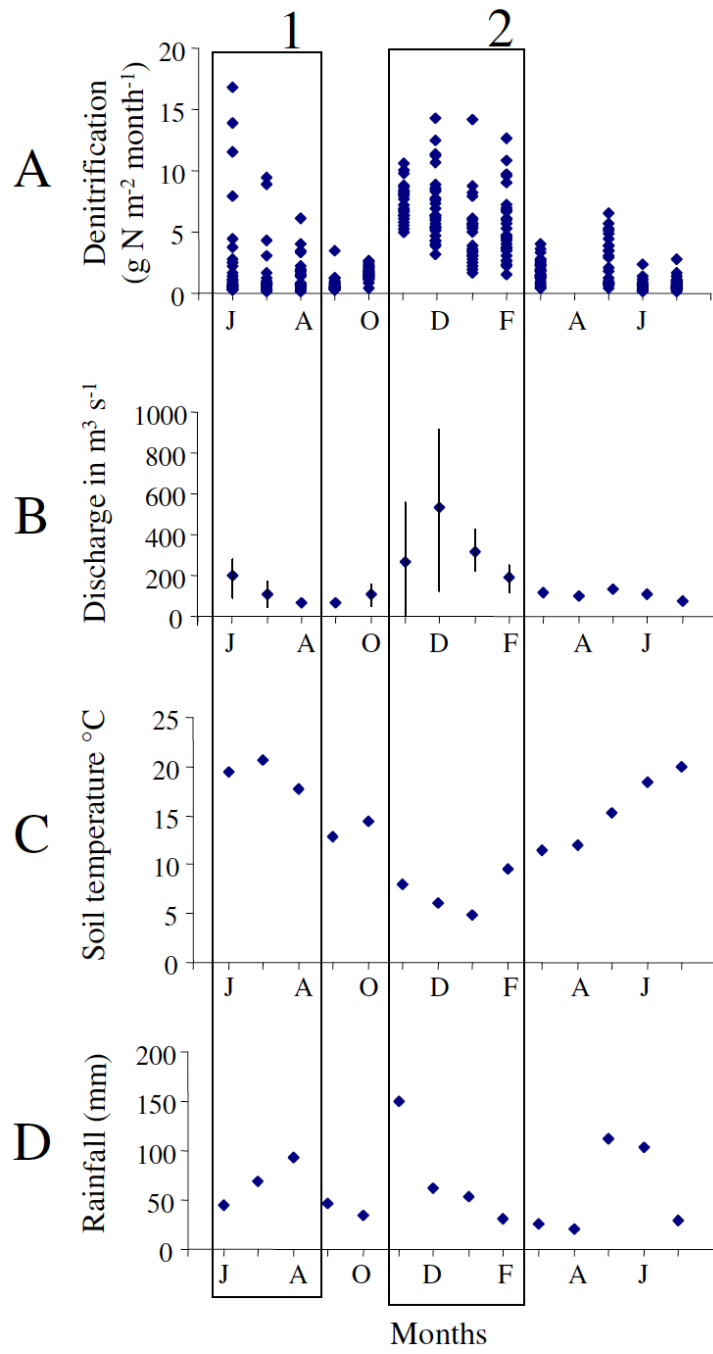 1 2
A
Denitrification
(g N m⁻² month⁻¹)
20
15
10
5
0
J A O D F A J
B
Discharge in m³ s⁻¹
1000
800
600
400
200
0
J A O D F A J
C
Soil temperature °C
25
20
15
10
5
0
J A O D F A J
D
Rainfall (mm)
200
150
100
50
0
J A O D F A J
Months